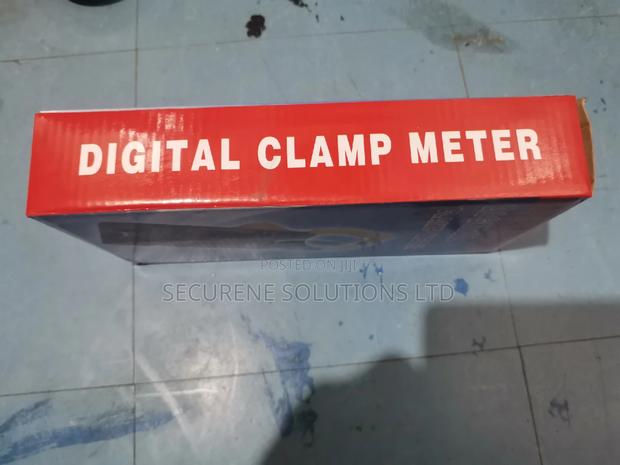 DIGITAL CLAMP METER
POSTED ON JIJI
SECURENE SOLUTIONS LTD